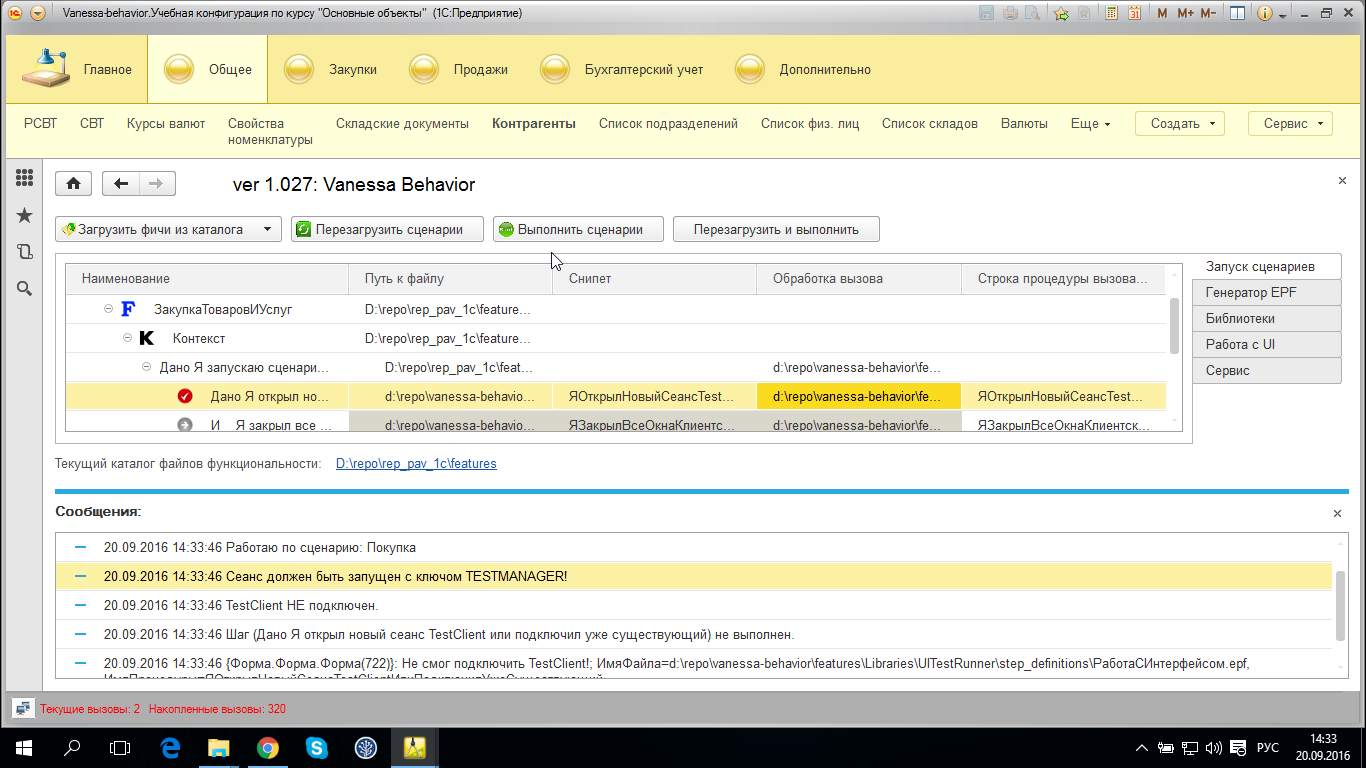 Vanessa-behavior.Учебная конфигурация по курсу "Основные объекты" (1С:Предприятие)
M M+ M-
Главное Общее Закупки Продажи Бухгалтерский учет Дополнительно
РСВТ СВТ Курсы валют Свойства номенклатуры Складские документы Контрагенты Список подразделений Список физ. лиц Список складов Валюты Еще Создать Сервис
ver 1.027: Vanessa Behavior
Загрузить фичи из каталога Перезагрузить сценарии Выполнить сценарии Перезагрузить и выполнить
Наименование Путь к файлу Снипет Обработка вызова Строка процедуры вызова...
ЗакупкаТоваровИУслуг D:\repo\rep_pav_1c\feature...
К Контекст D:\repo\rep_pav_1c\feature...
Дано Я запускаю сценари... D:\repo\rep_pav_1c\feat... d:\repo\vanessa-behavior\fe...
Дано Я открыл но... d:\repo\vanessa-behavio... ЯОткрылНовыйСеансTest... d:\repo\vanessa-behavior\fe... ЯОткрылНовыйСеансTest...
И Я закрыл все ... d:\repo\vanessa-behavio... ЯЗакрылВсеОкнаКлиентс... d:\repo\vanessa-behavior\fe... ЯЗакрылВсеОкнаКлиентск...
Запуск сценариев
Генератор EPF
Библиотеки
Работа с UI
Сервис
Текущий каталог файлов функциональности: D:\repo\rep_pav_1c\features
Сообщения:
20.09.2016 14:33:46 Работаю по сценарию: Покупка
20.09.2016 14:33:46 Сеанс должен быть запущен с ключом TESTMANAGER!
20.09.2016 14:33:46 TestClient НЕ подключен.
20.09.2016 14:33:46 Шаг (Дано Я открыл новый сеанс TestClient или подключил уже существующий) не выполнен.
20.09.2016 14:33:46 {Форма.Форма.Форма(722)}: Не смог подключить TestClient!; ИмяФайла=d:\repo\vanessa-behavior\features\Libraries\UITestRunner\step_definitions\РаботаСИнтерфейсом.epf,
Текущие вызовы: 2 Накопленные вызовы: 320
РУС
14:33
20.09.2016